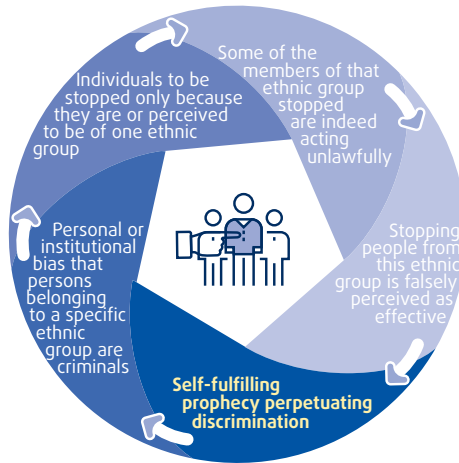 Some of the
members of that
ethnic group
stopped
are indeed
acting
unlawfully
Stopping
people from
this ethnic
group is falsely
perceived as
effective
Self-fulfilling
prophecy perpetuating
discrimination
Personal or
institutional
bias that
persons
belonging
to a specific
ethnic
group are
criminals
Individuals to be
stopped only because
they are or perceived
to be of one ethnic
group